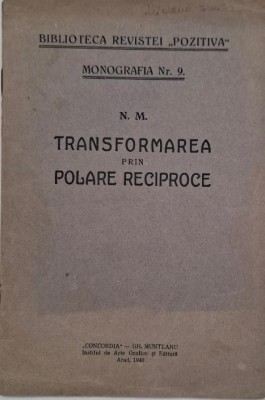 BIBLIOTECA REVISTEI „POZITIVA"
MONOGRAFIA Nr. 9.
N. M.
TRANSFORMAREA
PRIN
POLARE RECIPROCE
„CONCORDIA" — GH. MUNTEANU
Institut de Arte Grafice și Editură
Arad, 1940